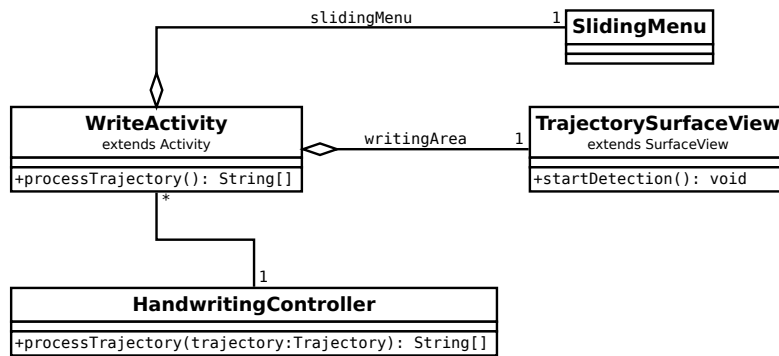 slidingMenu
1
SlidingMenu
WriteActivity
extends Activity
+processTrajectory(): String[]
writingArea
1
TrajectorySurfaceView
extends SurfaceView
+startDetection(): void
*
1
HandwritingController
+processTrajectory(trajectory:Trajectory): String[]